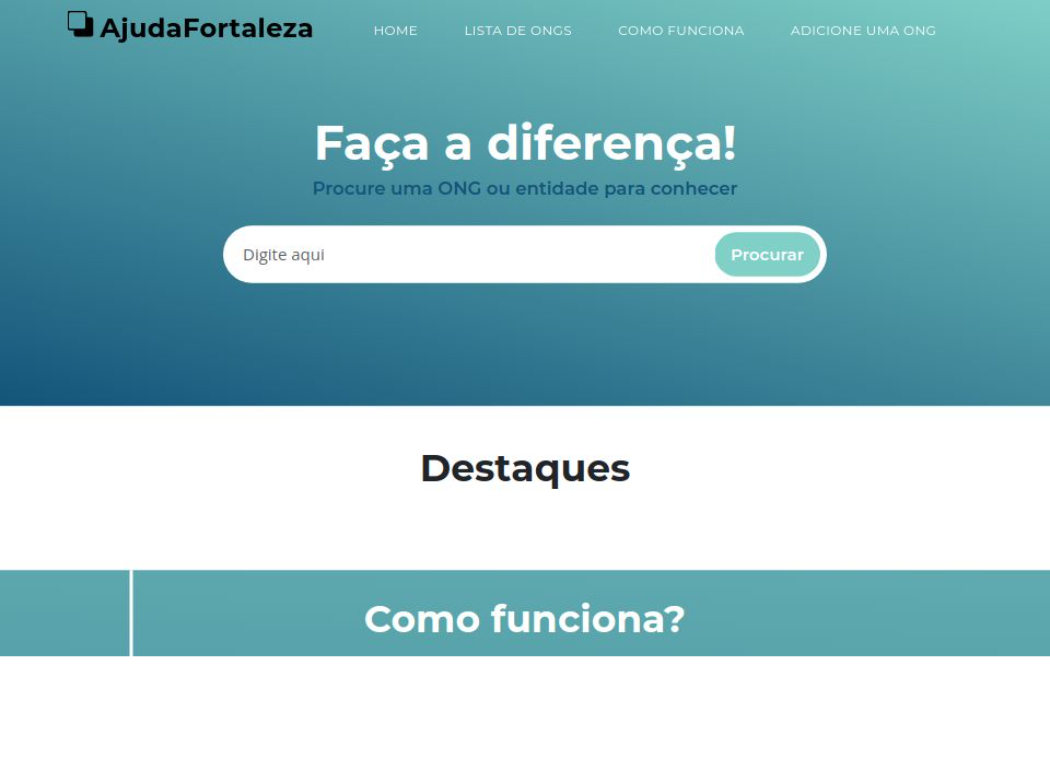 AjudaFortaleza
HOME LISTA DE ONGS COMO FUNCIONA ADICIONE UMA ONG
Faça a diferença!
Procure uma ONG ou entidade para conhecer
Digite aqui Procurar
Destaques
Como funciona?